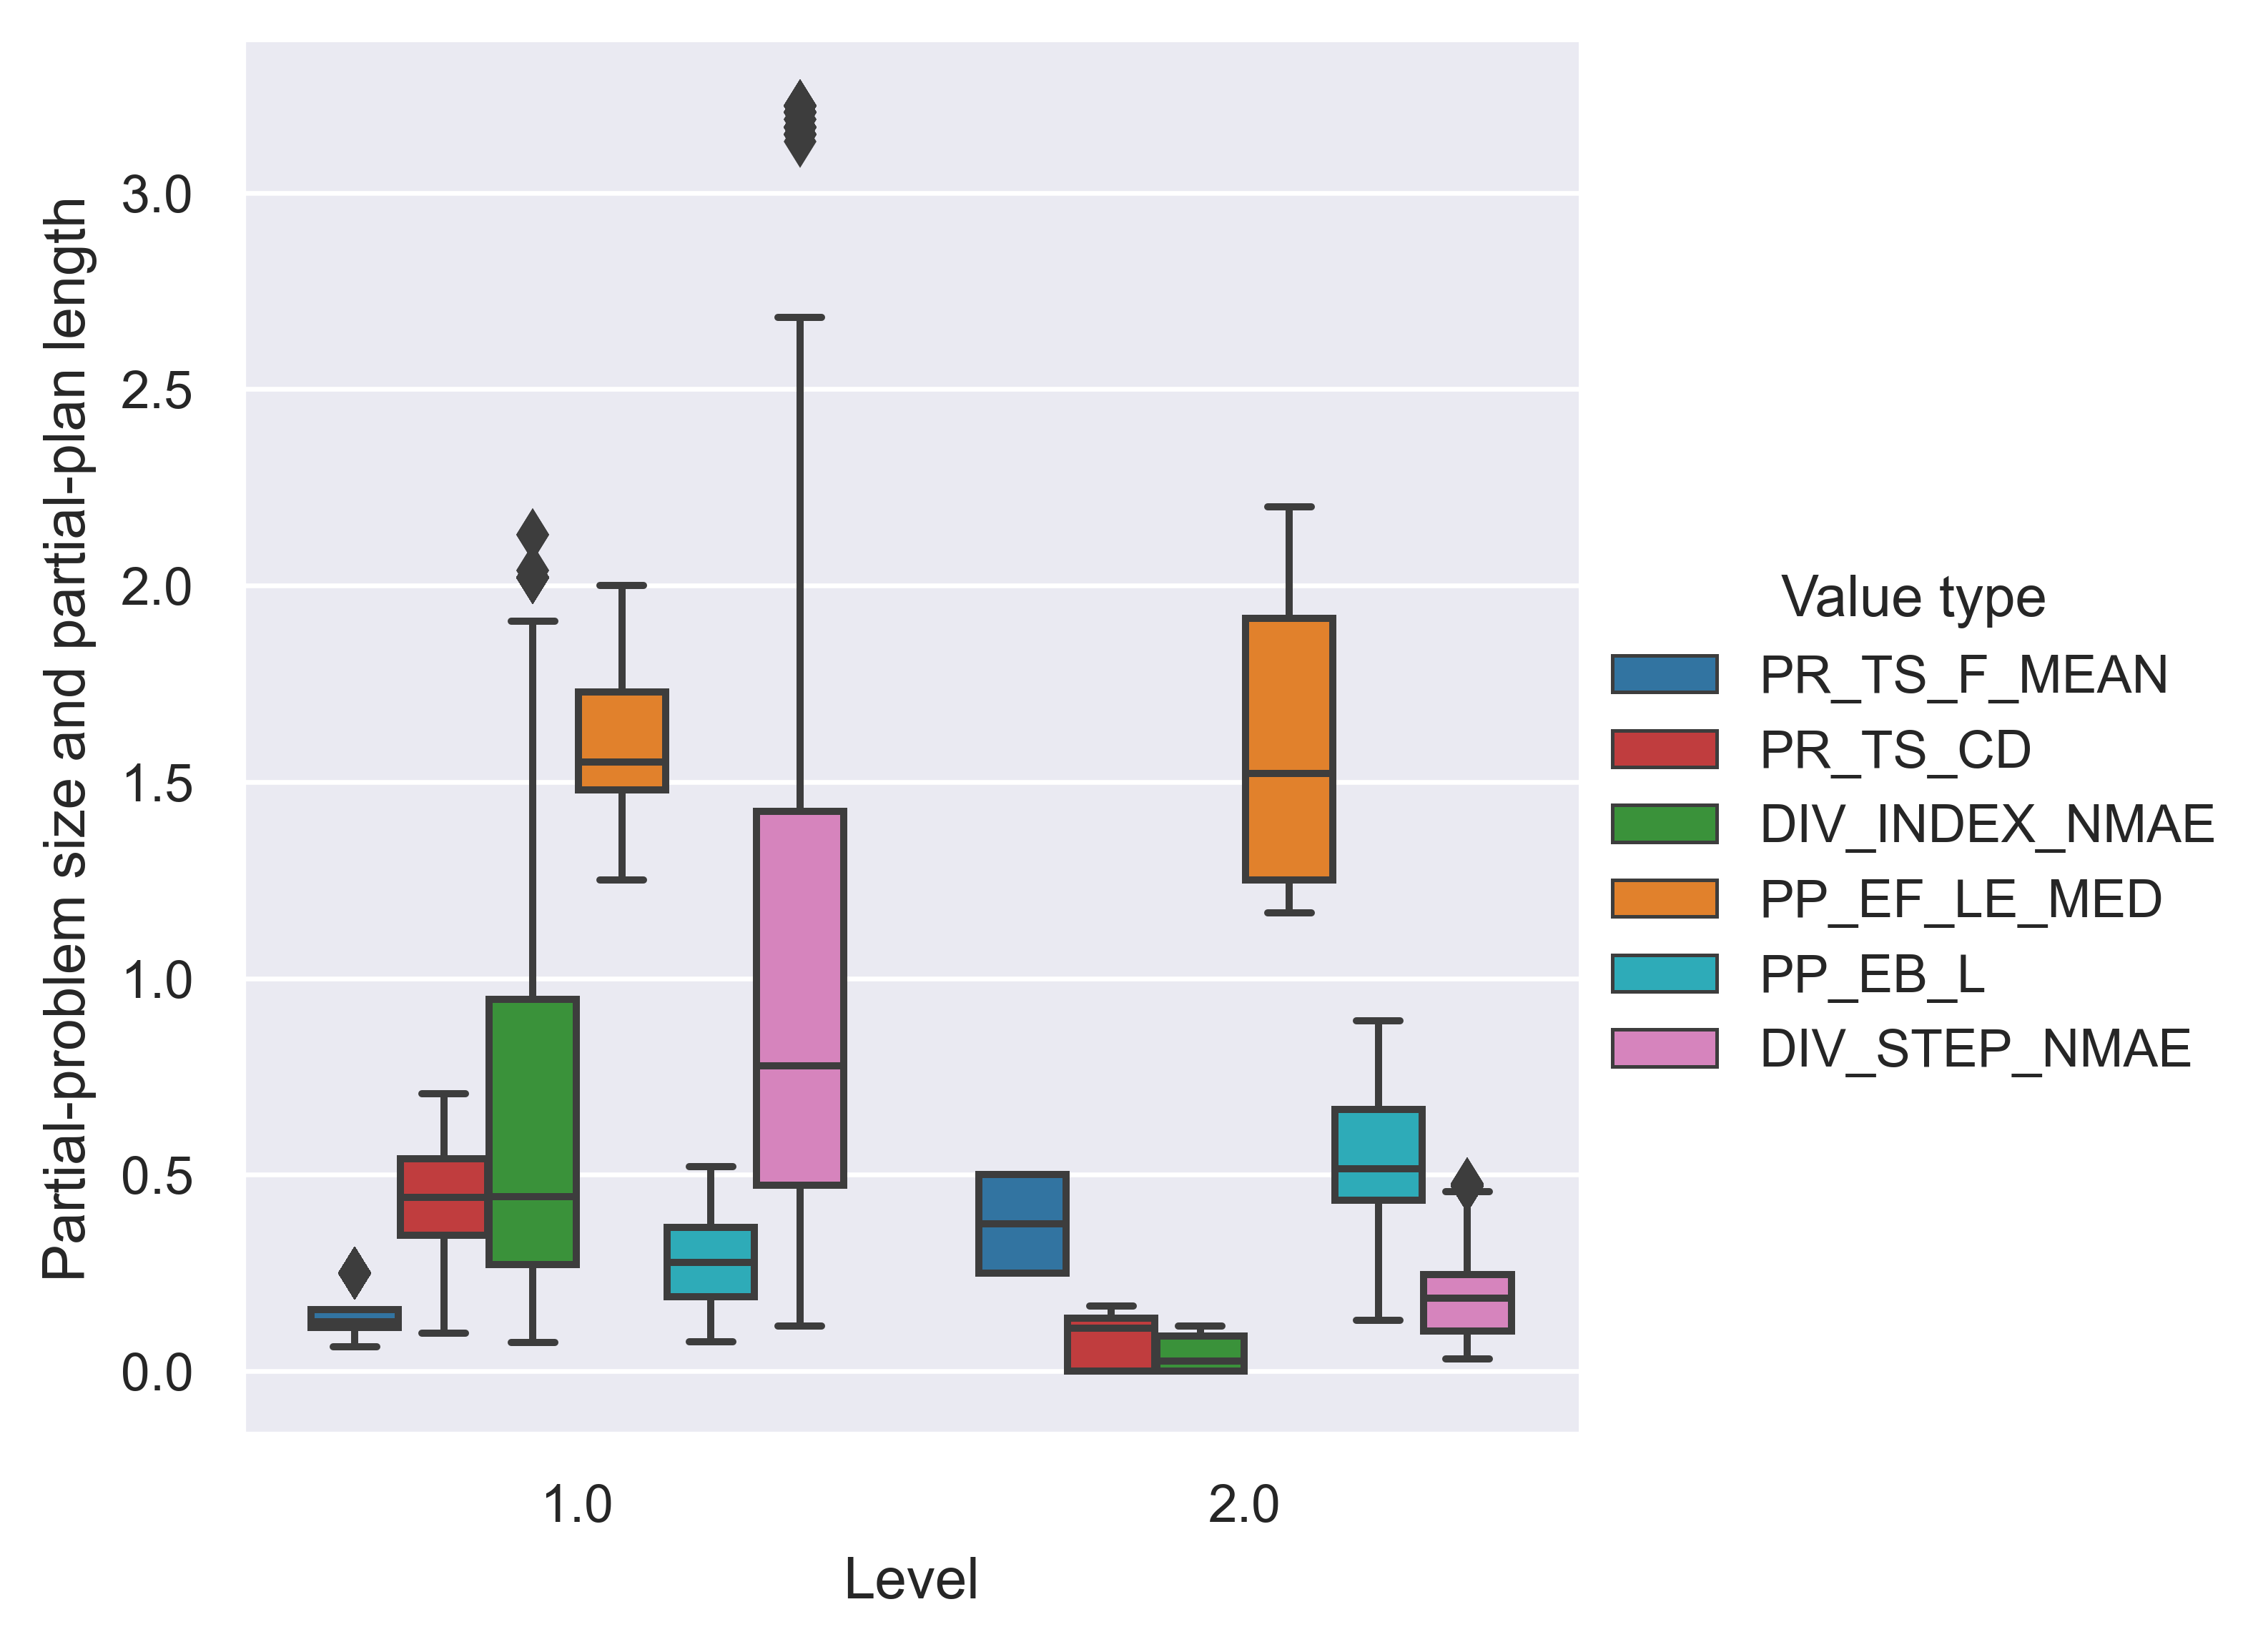 Partial-problem size and partial-plan length
3.0
2.5
2.0
1.5
1.0
0.5
0.0
1.0
2.0
Level
Value type
PR_TS_F_MEAN
PR_TS_CD
DIV_INDEX_NMAE
PP_EF_LE_MED
PP_EB_L
DIV_STEP_NMAE